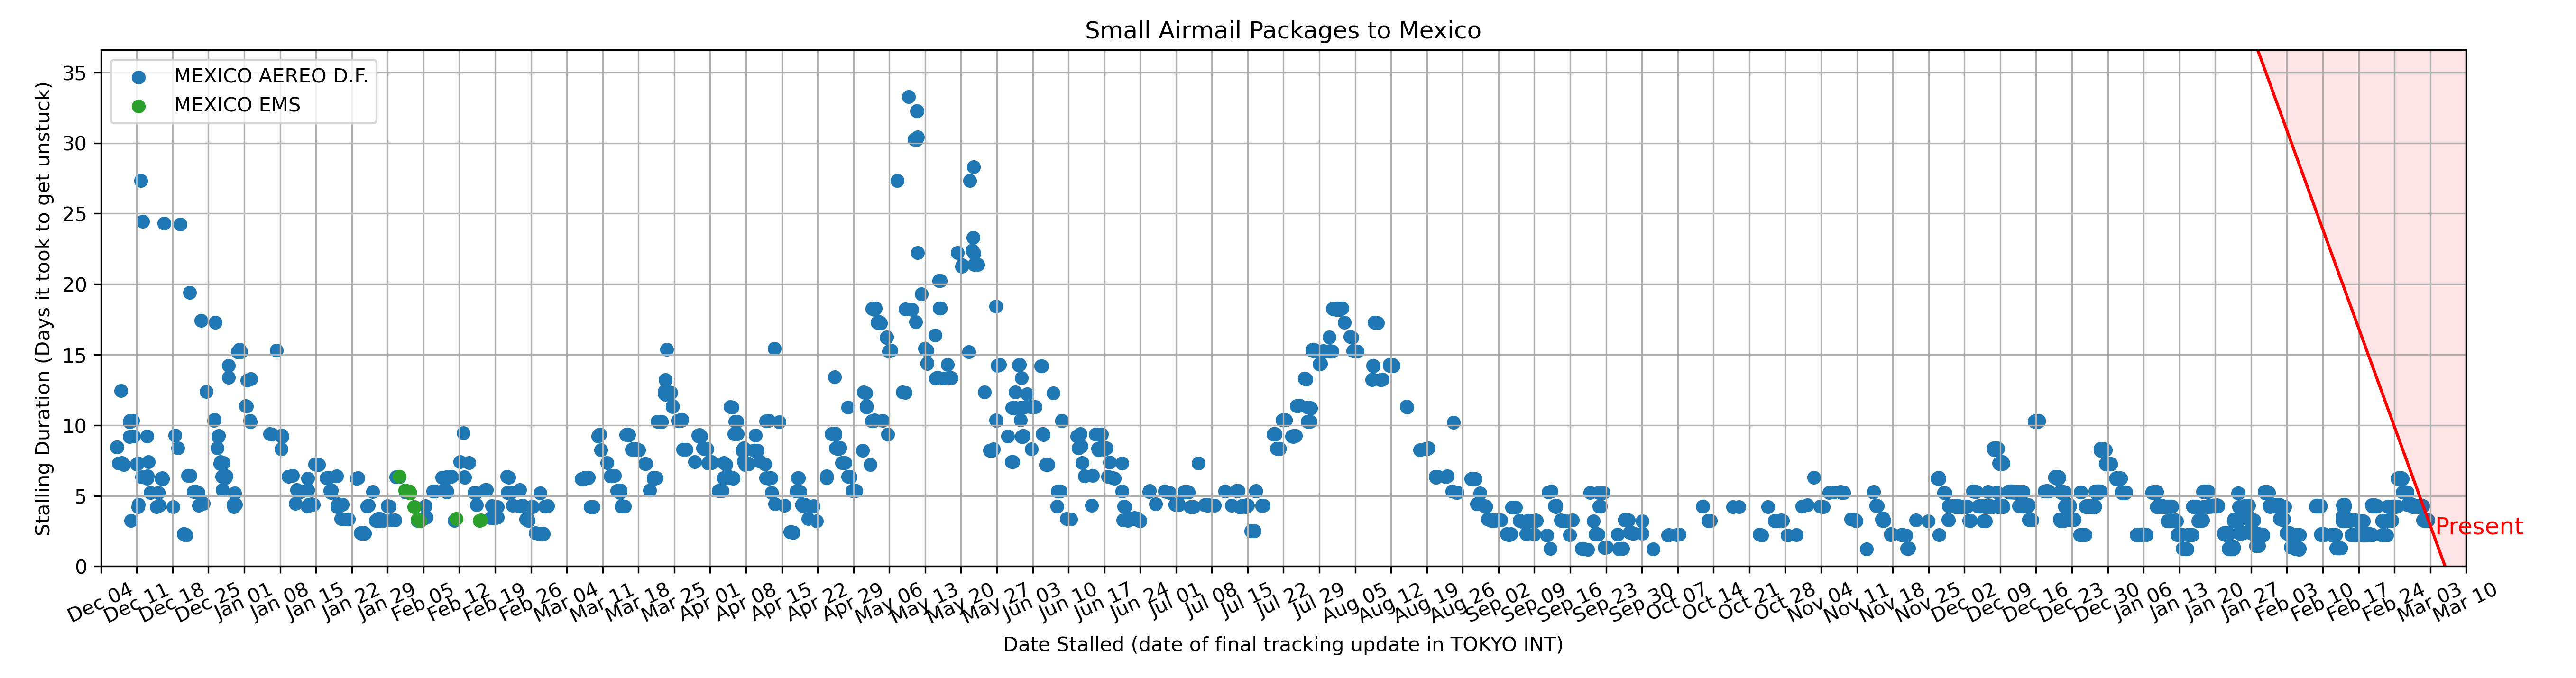 Small Airmail Packages to Mexico
MEXICO AEREO D.F.
MEXICO EMS
Stalling Duration (Days it took to get unstuck)
35
30
25
20
15
10
5
0
Present
Dec 04
Dec 11
Dec 18
Dec 25
Jan 01
Jan 08
Jan 15
Jan 22
Jan 29
Feb 05
Feb 12
Feb 19
Feb 26
Mar 04
Mar 11
Mar 18
Mar 25
Apr 01
Apr 08
Apr 15
Apr 22
Apr 29
May 06
May 13
May 20
May 27
Jun 03
Jun 10
Jun 17
Jun 24
Jul 01
Jul 08
Jul 15
Jul 22
Jul 29
Aug 05
Aug 12
Aug 19
Aug 26
Sep 02
Sep 09
Sep 16
Sep 23
Sep 30
Oct 07
Oct 14
Oct 21
Oct 28
Nov 04
Nov 11
Nov 18
Nov 25
Dec 02
Dec 09
Dec 16
Dec 23
Dec 30
Jan 06
Jan 13
Jan 20
Jan 27
Feb 03
Feb 10
Feb 17
Feb 24
Mar 03
Mar 10
Date Stalled (date of final tracking update in TOKYO INT)